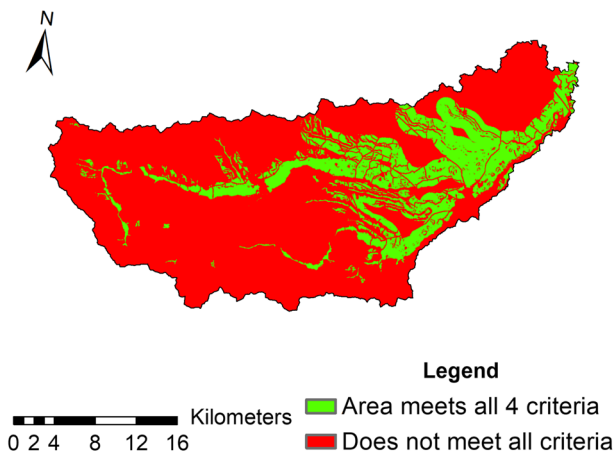 N
Legend
Area meets all 4 criteria
Does not meet all criteria
Kilometers
0 2 4 8 12 16